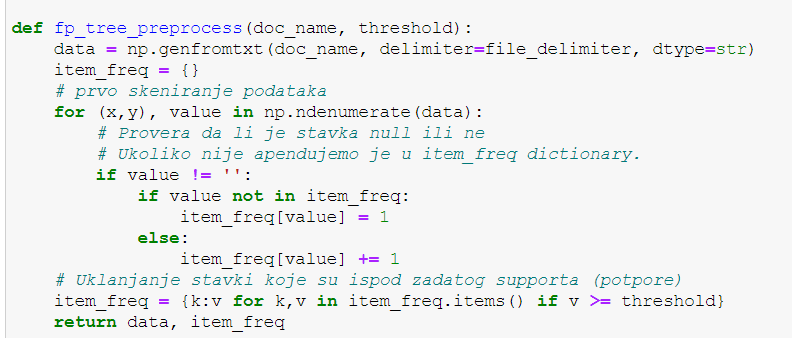 def fp_tree_preprocess(doc_name, threshold):
    data = np.genfromtxt(doc_name, delimiter=file_delimiter, dtype=str)
    item_freq = {}
    # prvo skeniranje podataka
    for (x,y), value in np.ndenumerate(data):
        # Provera da li je stavka null ili ne
        # Ukoliko nije apendujemo je u item_freq dictionary.
        if value != '':
            if value not in item_freq:
                item_freq[value] = 1
            else:
                item_freq[value] += 1
    # Uklanjanje stavki koje su ispod zadatog supporta (potpore)
    item_freq = {k:v for k,v in item_freq.items() if v >= threshold}
    return data, item_freq